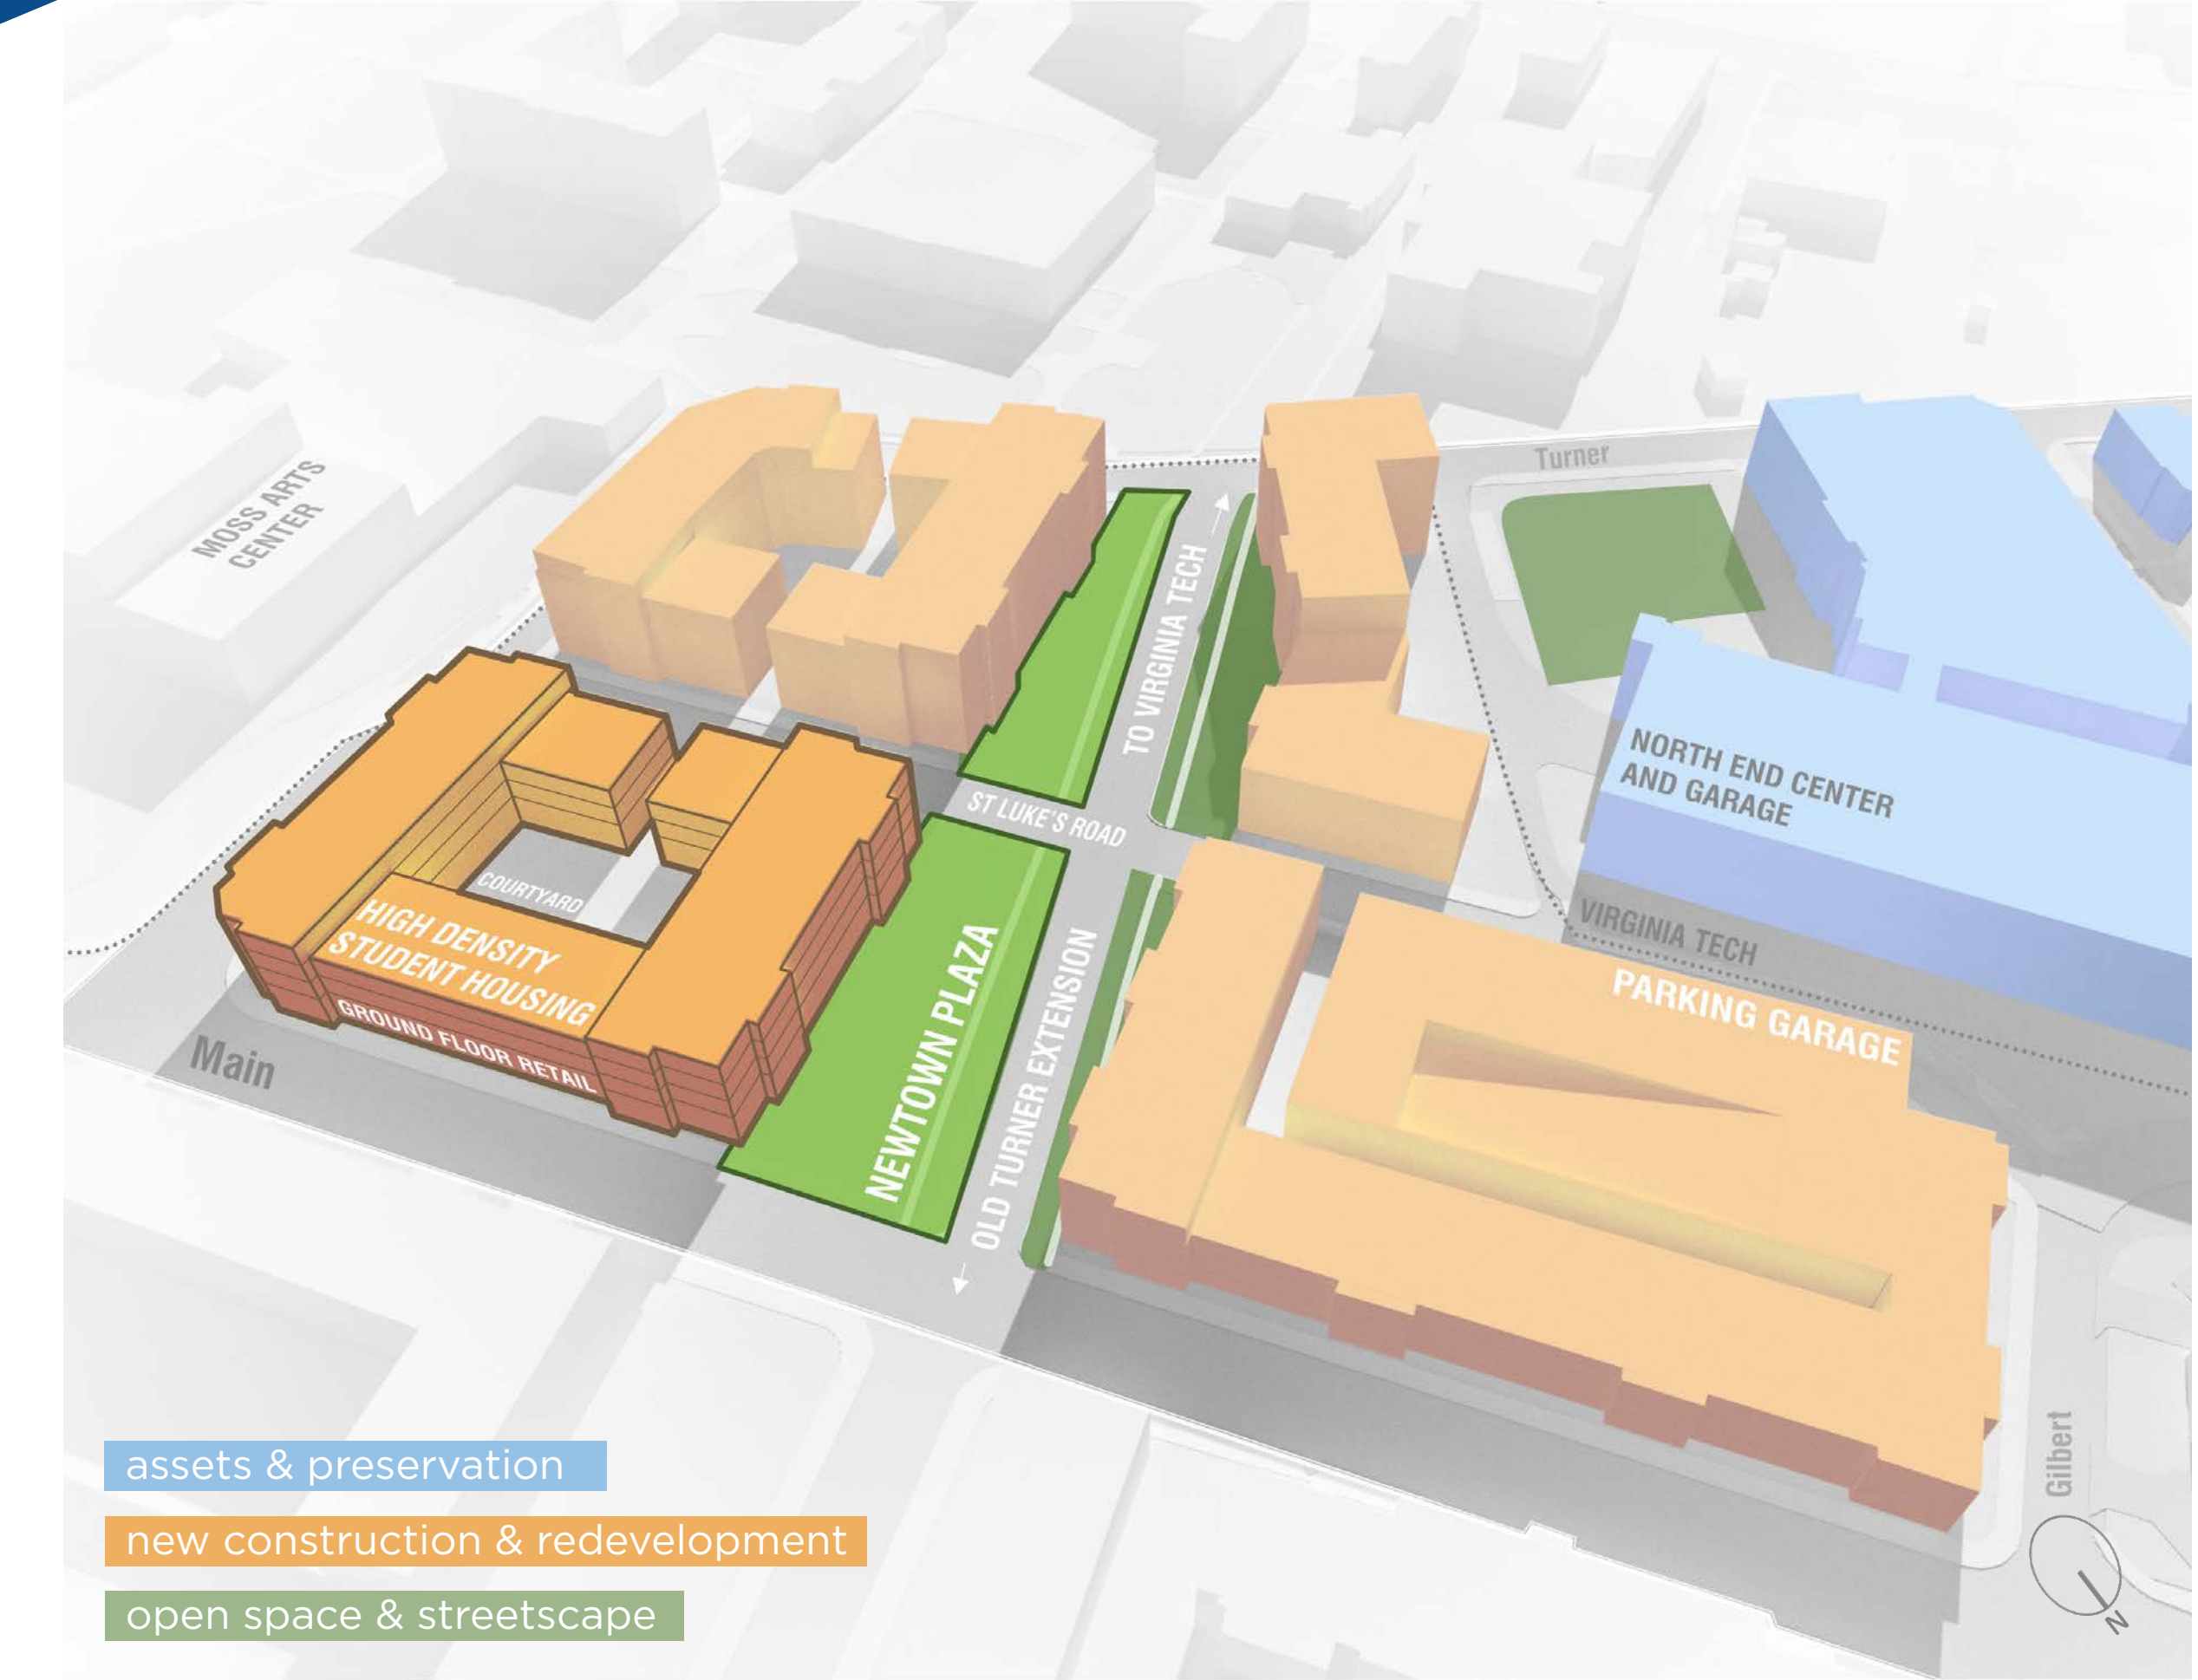 MOSS ARTS
CENTER
Turner
TO VIRGINIA TECH
NORTH END CENTER
AND GARAGE
ST LUKE'S ROAD
COURTYARD
HIGH DENSITY
STUDENT HOUSING
GROUND FLOOR RETAIL
VIRGINIA TECH
PARKING GARAGE
NEWTOWN PLAZA
OLD TURNER EXTENSION
Main
Gilbert
assets & preservation
new construction & redevelopment
open space & streetscape
N